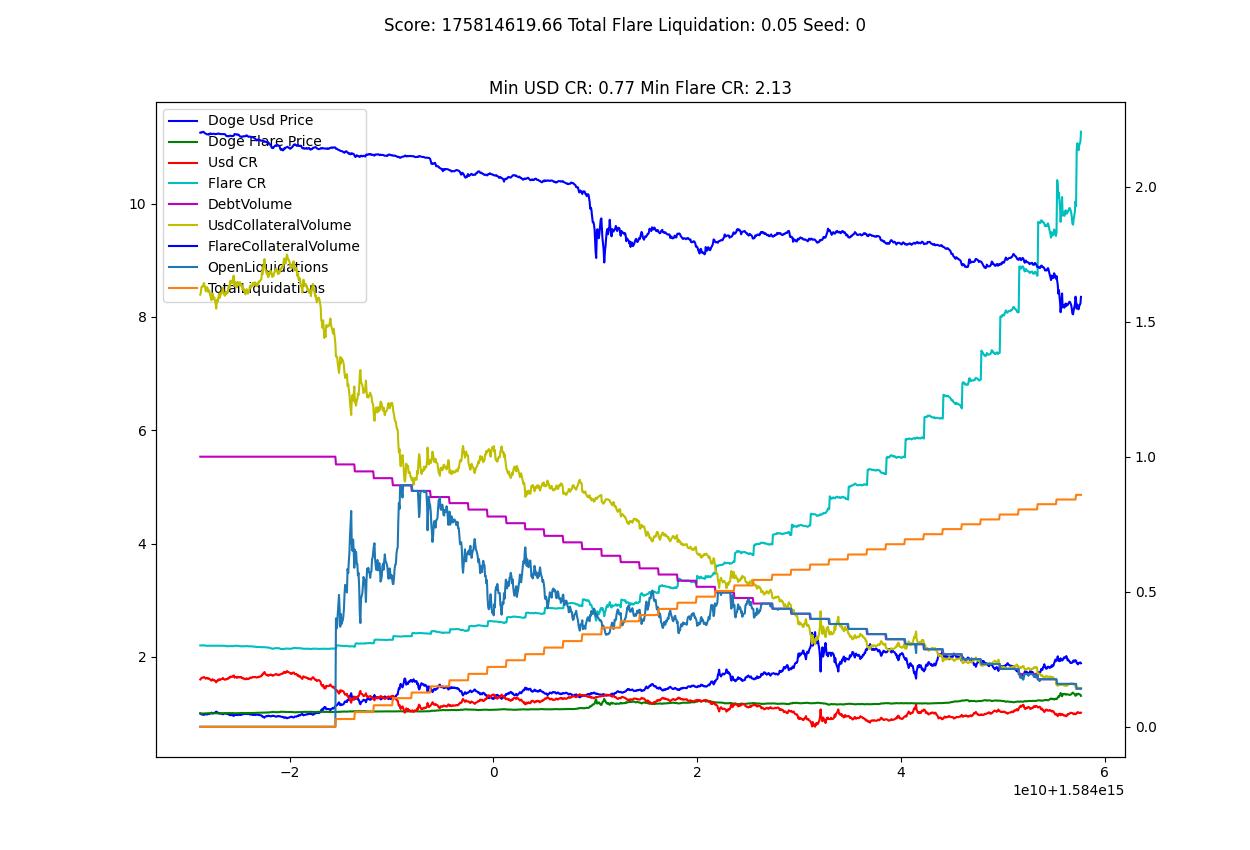 Score: 175814619.66 Total Flare Liquidation: 0.05 Seed: 0
Min USD CR: 0.77 Min Flare CR: 2.13
Doge Usd Price
Doge Flare Price
Usd CR
Flare CR
DebtVolume
UsdCollateralVolume
FlareCollateralVolume
OpenLiquidations
TotalLiquidations
10
8
6
4
2
2.0
1.5
1.0
0.5
0.0
−2
0
2
4
6
1e10+1.584e15